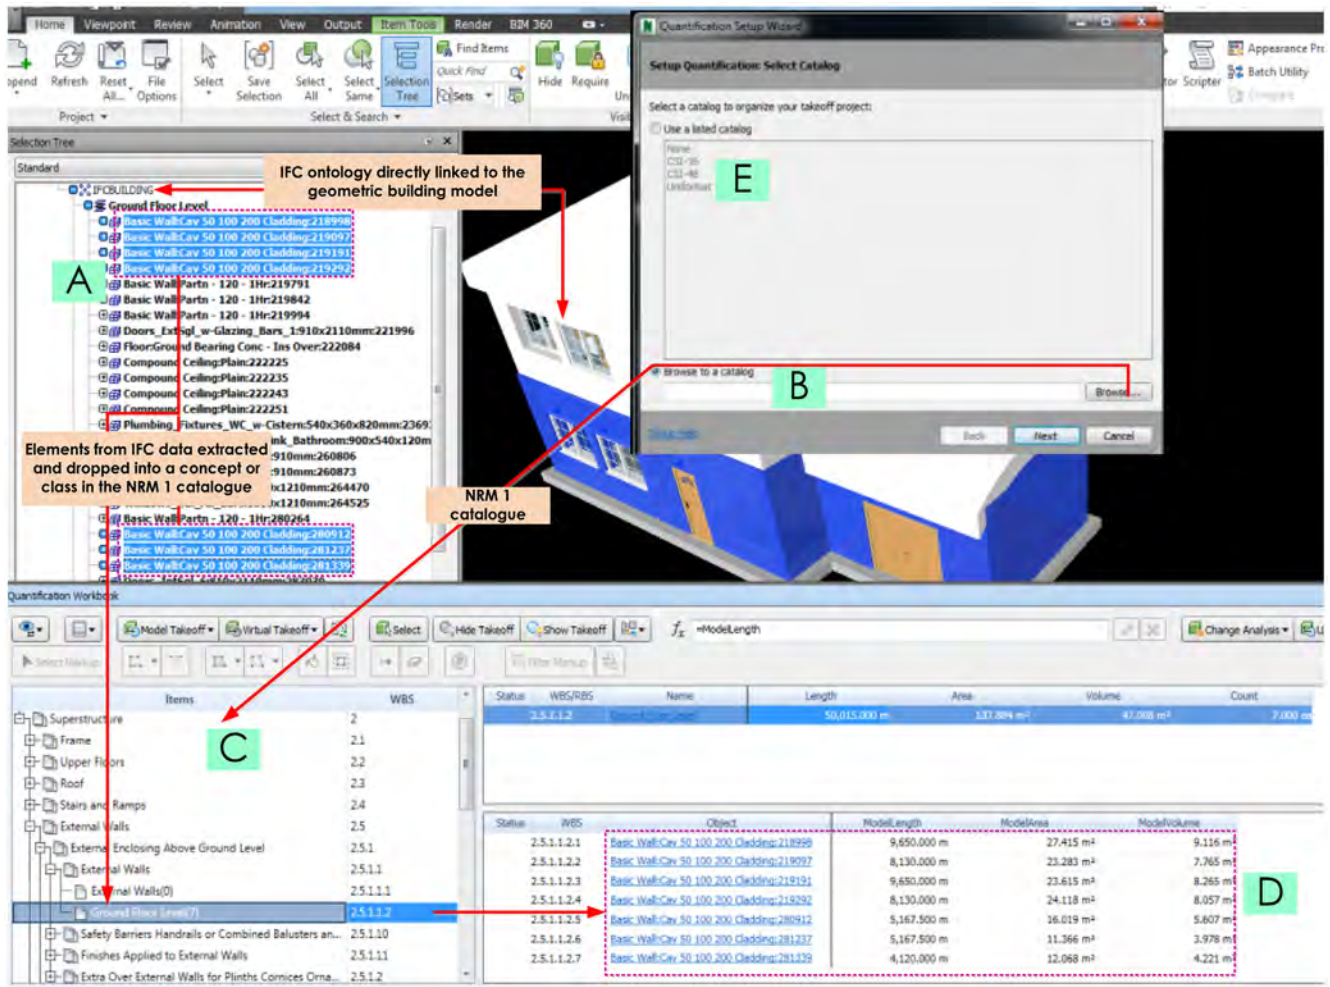 Home Viewpoint Review Animation View Output Item Tools Render BIM 360
Append Refresh Reset All... File Options Select Save Selection Select All Select Same Selection Tree Find Items Quick Find Sets Hide Require
Project Select & Search
Appearance
Batch Utility
Scripter
Compare
Selection Tree
Standard
IFCBUILDING
Ground Floor Level
Basic Wall:Cav 50 100 200 Cladding:218998
Basic Wall:Cav 50 100 200 Cladding:219097
Basic Wall:Cav 50 100 200 Cladding:219191
Basic Wall:Cav 50 100 200 Cladding:219292
Basic Wall:Partn - 120 - 1Hr:219791
Basic Wall:Partn - 120 - 1Hr:219842
Basic Wall:Partn - 120 - 1Hr:219994
Doors_ExtSgl_w-Glazing_Bars_1:910x2110mm:221996
Floor:Ground Bearing Conc - Ins Over:222084
Compound Ceiling:Plain:222225
Compound Ceiling:Plain:222235
Compound Ceiling:Plain:222243
Compound Ceiling:Plain:222251
Plumbing_Fixtures_WC_w-Cistern:540x360x820mm:2369
ink_Bathroom:900x540x120m
910mm:260806
910mm:260873
x1210mm:264470
x1210mm:264525
Basic Wall:Partn - 120 - 1Hr:280264
Basic Wall:Cav 50 100 200 Cladding:280912
Basic Wall:Cav 50 100 200 Cladding:281237
Basic Wall:Cav 50 100 200 Cladding:281339
A
IFC ontology directly linked to the
geometric building model
Elements from IFC data extracted
and dropped into a concept or
class in the NRM 1 catalogue
NRM 1
catalogue
Quantification Setup Wizard
Setup Quantification: Select Catalog
Select a catalog to organize your takeoff project:
Use a listed catalog
None
CSI-16
CSI-48
Uniformat
E
Browse to a catalog
B
Browse...
Back Next Cancel
Quantification Workbook
Model Takeoff Virtual Takeoff Select Hide Takeoff Show Takeoff =ModelLength Change Analysis
Select Markup Filter Markup
Items WBS
Superstructure 2
Frame 2.1
Upper Floors 2.2
Roof 2.3
Stairs and Ramps 2.4
External Walls 2.5
External Enclosing Above Ground Level 2.5.1
External Walls 2.5.1.1
External Walls(0) 2.5.1.1.1
Ground Floor Level(7) 2.5.1.1.2
Safety Barriers Handrails or Combined Balusters an... 2.5.1.10
Finishes Applied to External Walls 2.5.1.11
Extra Over External Walls for Plinths Cornices Orna... 2.5.1.2
C
Status WBS/RBS Name Length Area Volume Count
2.5.1.1.2 Ground Floor Level 50,015.000 m 137.884 m² 47.008 m³ 7.000 ea
Status WBS Object ModelLength ModelArea ModelVolume
2.5.1.1.2.1 Basic Wall:Cav 50 100 200 Cladding:218998 9,650.000 m 27.415 m² 9.116 m
2.5.1.1.2.2 Basic Wall:Cav 50 100 200 Cladding:219097 8,130.000 m 23.283 m² 7.765 m
2.5.1.1.2.3 Basic Wall:Cav 50 100 200 Cladding:219191 9,650.000 m 23.615 m² 8.265 m
2.5.1.1.2.4 Basic Wall:Cav 50 100 200 Cladding:219292 8,130.000 m 24.118 m² 8.057 m
2.5.1.1.2.5 Basic Wall:Cav 50 100 200 Cladding:280912 5,167.500 m 16.019 m² 5.607 m
2.5.1.1.2.6 Basic Wall:Cav 50 100 200 Cladding:281237 5,167.500 m 11.366 m² 3.978 m
2.5.1.1.2.7 Basic Wall:Cav 50 100 200 Cladding:281339 4,120.000 m 12.068 m² 4.221 m
D